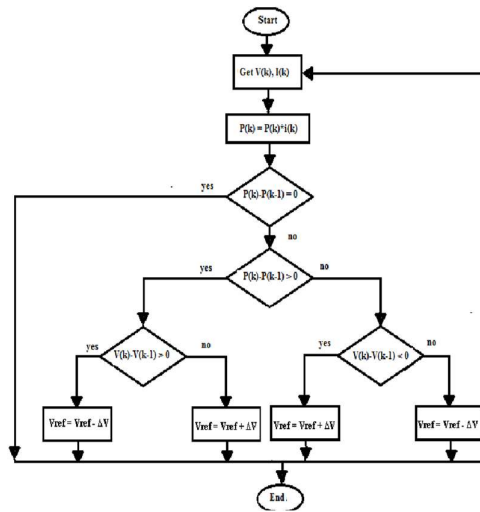 Start
Get V(k), I(k)
P(k) = P(k)*i(k)
yes
P(k)-P(k-1) = 0
no
yes
P(k)-P(k-1) > 0
no
yes
V(k)-V(k-1) > 0
no
yes
V(k)-V(k-1) < 0
no
Vref = Vref - ΔV
Vref = Vref + ΔV
Vref = Vref + ΔV
Vref = Vref - ΔV
End.